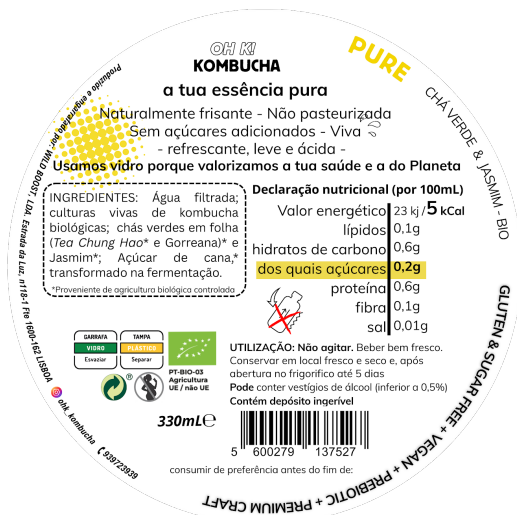 OH K!
KOMBUCHA
PURE
CHÁ VERDE & JASMIM - BIO
a tua essência pura
Naturalmente frisante - Não pasteurizada
Sem açúcares adicionados - Viva
- refrescante, leve e ácida -
Usamos vidro porque valorizamos a tua saúde e a do Planeta
INGREDIENTES: Água filtrada;
culturas vivas de kombucha
biológicas; chás verdes em folha
(Tea Chung Hao* e Gorreana)* e
Jasmim*; Açúcar de cana,*
transformado na fermentação.
*Proveniente de agricultura biológica controlada
Declaração nutricional (por 100mL)
Valor energético 23 kj / 5 kCal
lípidos 0,1g
hidratos de carbono 0,6g
dos quais açúcares 0,2g
proteína 0,6g
fibra 0,1g
sal 0,01g
GARRAFA TAMPA
VIDRO PLÁSTICO
Esvaziar Separar
PT-BIO-03
Agricultura
UE / não UE
330mL℮
UTILIZAÇÃO: Não agitar. Beber bem fresco.
Conservar em local fresco e seco e, após
abertura no frigorifico até 5 dias
Pode conter vestígios de álcool (inferior a 0,5%)
Contém depósito ingerível
5 600279 137527
consumir de preferência antes do fim de:
Produzido e engarrafado por: WILD BOOST, LDA. Estrada da Luz, nº118-1 Fte 1600-162 LISBOA
ohk_kombucha
939723939
GLUTEN & SUGAR FREE + VEGAN + PREBIOTIC + PREMIUM CRAFT